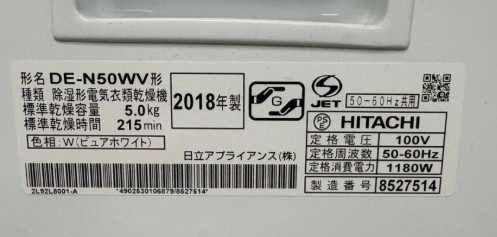 形名 DE-N50WV形
種類 除湿形電気衣類乾燥機
標準乾燥容量 5.0kg
標準乾燥時間 215min
色相:W(ピュアホワイト)
2018年製
G
S
JET
50-60Hz共用
PS
E
HITACHI
定格電圧 100V
定格周波数 50-60Hz
定格消費電力 1180W
製造番号 8527514
日立アプライアンス(株)
2L92L8001-A
*4902530106879/8527514*